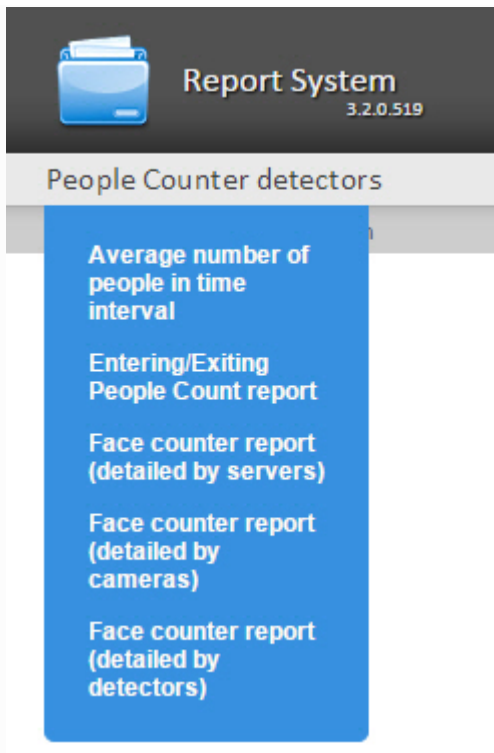 Report System
3.2.0.519
People Counter detectors
Average number of
people in time
interval
Entering/Exiting
People Count report
Face counter report
(detailed by servers)
Face counter report
(detailed by
cameras)
Face counter report
(detailed by
detectors)